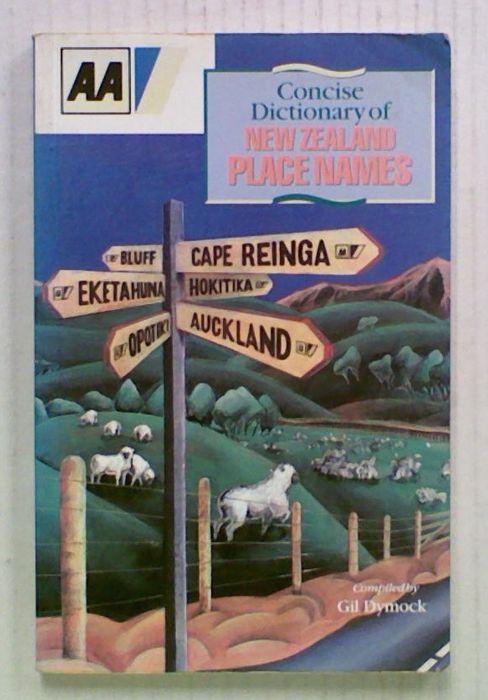 AA
Concise
Dictionary of
NEW ZEALAND
PLACE NAMES
BLUFF
CAPE REINGA
EKETAHUNA
HOKITIKA
OPOTIKI
AUCKLAND
Compiled by
Gil Dymock